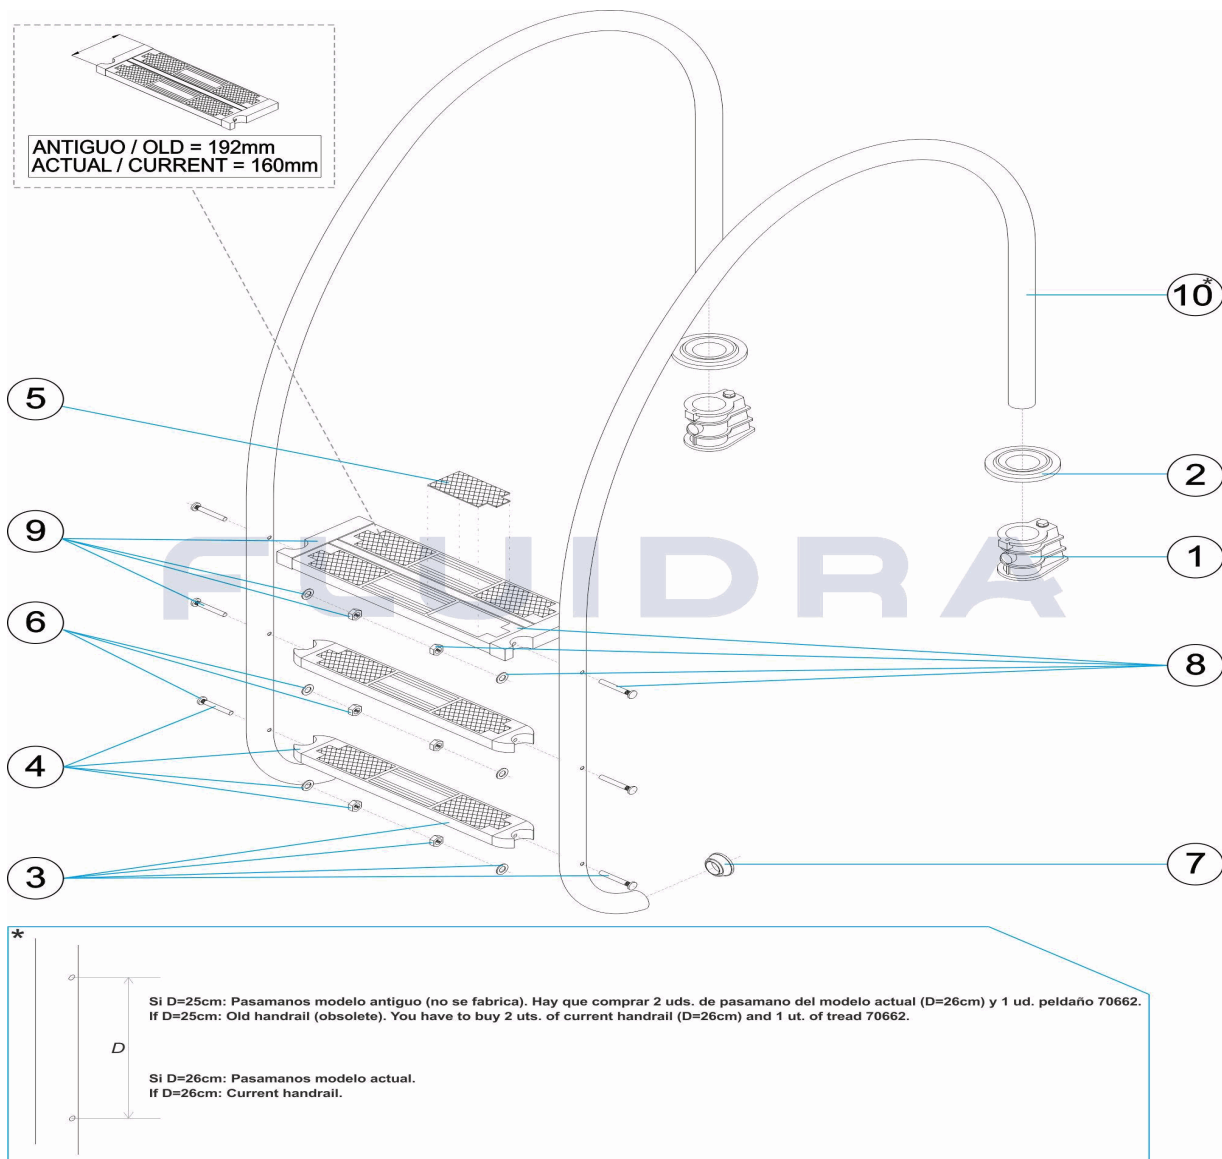 ANTIGUO / OLD = 192mm
ACTUAL / CURRENT = 160mm
10*
5
2
9
1
6
8
4
7
3
FLUIDRA
*
Si D=25cm: Pasamanos modelo antiguo (no se fabrica). Hay que comprar 2 uds. de pasamano del modelo actual (D=26cm) y 1 ud. peldaño 70662.
If D=25cm: Old handrail (obsolete). You have to buy 2 uts. of current handrail (D=26cm) and 1 ut. of tread 70662.
D
Si D=26cm: Pasamanos modelo actual.
If D=26cm: Current handrail.